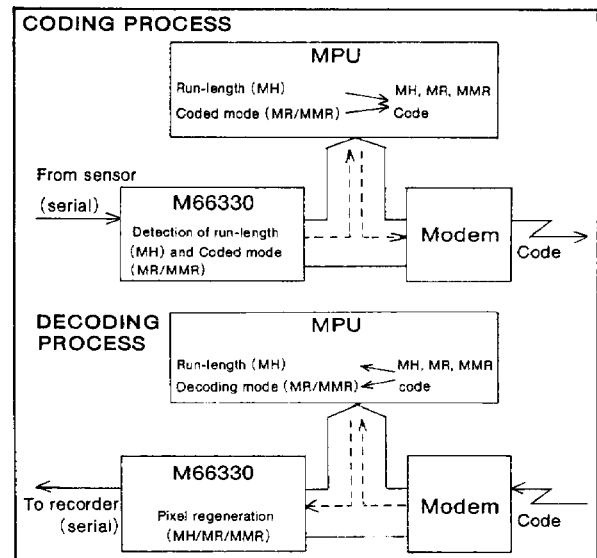 CODING PROCESS
MPU
Run-length (MH)
MH, MR, MMR
Coded mode (MR/MMR)
Code
From sensor
(serial)
M66330
Detection of run-length
(MH) and Coded mode
(MR/MMR)
Modem
Code
DECODING
PROCESS
MPU
Run-length (MH)
MH, MR, MMR
Decoding mode (MR/MMR)
code
To recorder
(serial)
M66330
Pixel regeneration
(MH/MR/MMR)
Modem
Code